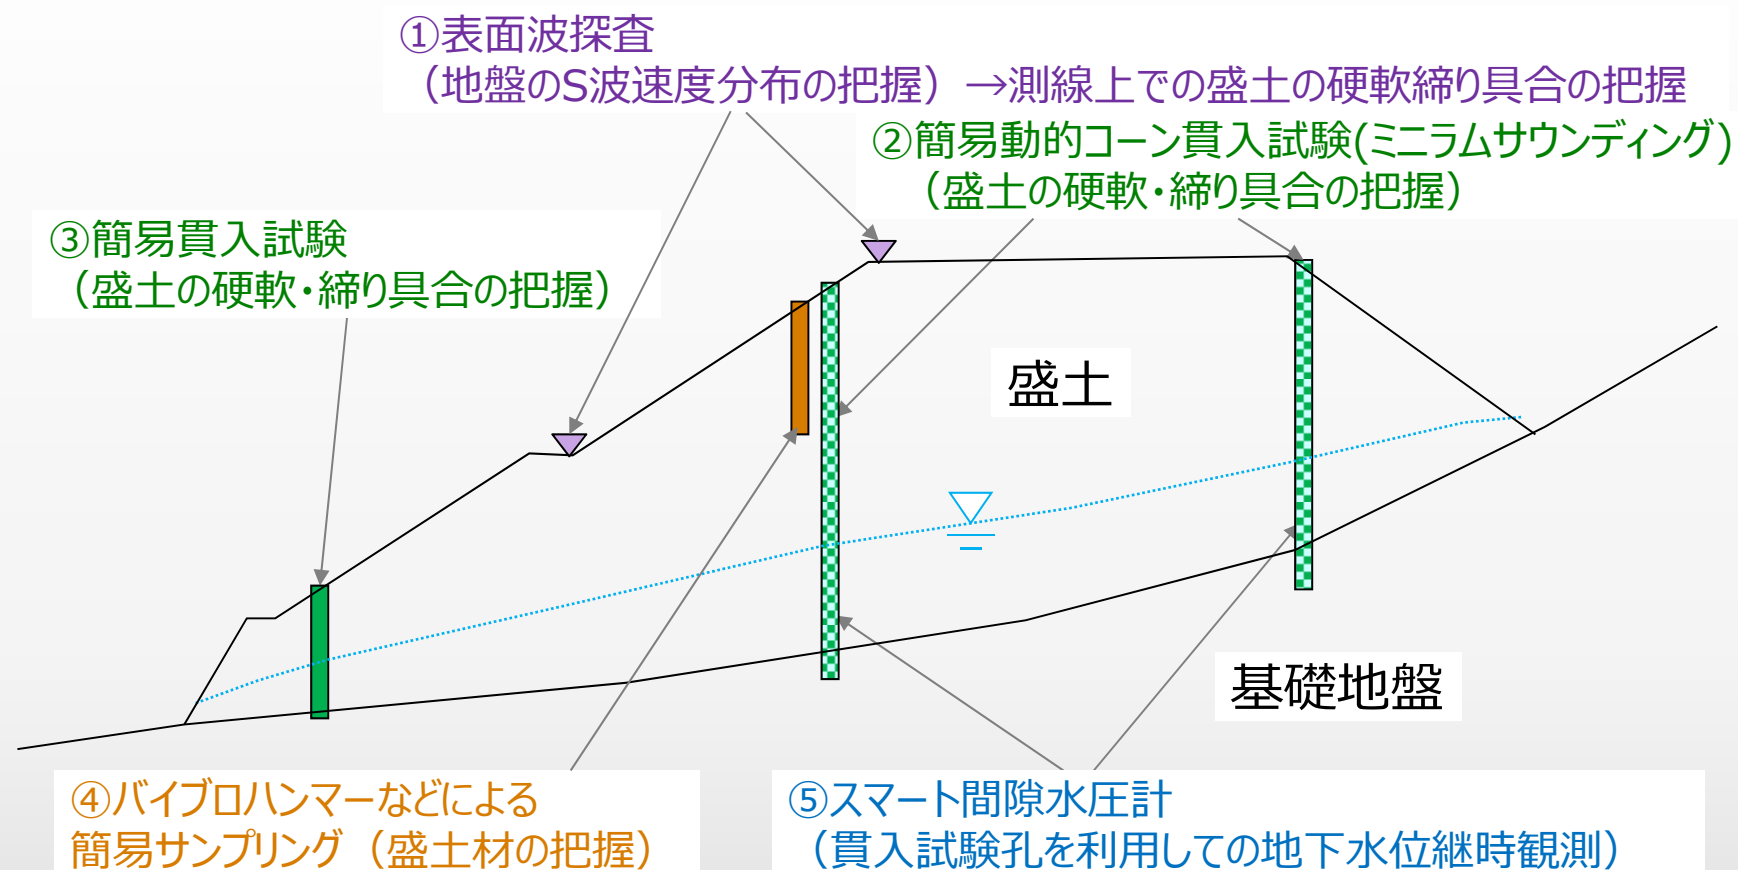 ①表面波探査
（地盤のS波速度分布の把握）→測線上での盛土の硬軟締り具合の把握
②簡易動的コーン貫入試験(ミニラムサウンディング)
（盛土の硬軟・締り具合の把握）
③簡易貫入試験
（盛土の硬軟・締り具合の把握）
盛土
基礎地盤
④バイブロハンマーなどによる
簡易サンプリング（盛土材の把握）
⑤スマート間隙水圧計
（貫入試験孔を利用しての地下水位継時観測）